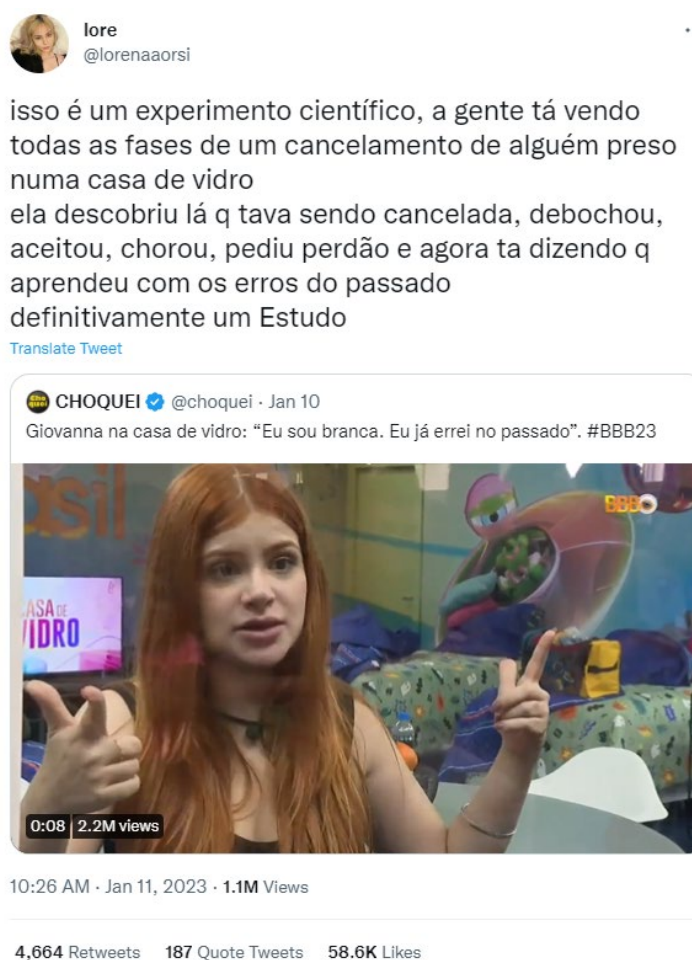 lore
@lorenaaorsi
isso é um experimento científico, a gente tá vendo
todas as fases de um cancelamento de alguém preso
numa casa de vidro
ela descobriu lá q tava sendo cancelada, debochou,
aceitou, chorou, pediu perdão e agora ta dizendo q
aprendeu com os erros do passado
definitivamente um Estudo
Translate Tweet
CHOQUEI @choquei · Jan 10
Giovanna na casa de vidro: “Eu sou branca. Eu já errei no passado”. #BBB23
asil
BBB
CASA DE
VIDRO
0:08 2.2M views
10:26 AM · Jan 11, 2023 · 1.1M Views
4,664 Retweets 187 Quote Tweets 58.6K Likes